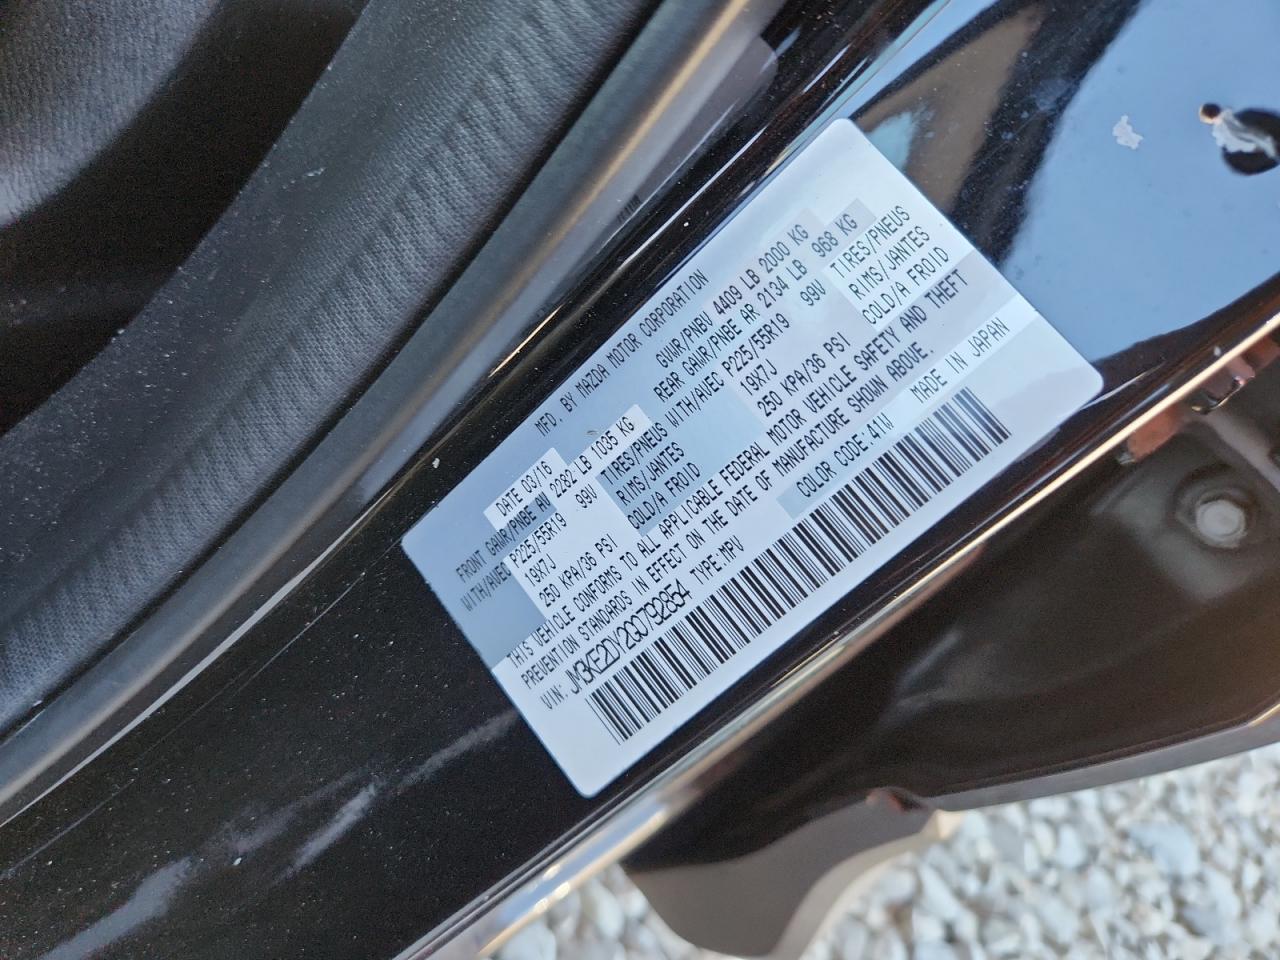 MFD. BY MAZDA MOTOR CORPORATION
DATE 03/16 GVWR/PNBV 4409 LB 2000 KG
FRONT GAWR/PNBE AV 2282 LB 1035 KG REAR GAWR/PNBE AR 2134 LB 968 KG
WITH/AVEC P225/55R19 99V TIRES/PNEUS WITH/AVEC P225/55R19 99V TIRES/PNEUS
19X7J RIMS/JANTES 19X7J RIMS/JANTES
250 KPA/36 PSI COLD/A FROID 250 KPA/36 PSI COLD/A FROID
THIS VEHICLE CONFORMS TO ALL APPLICABLE FEDERAL MOTOR VEHICLE SAFETY AND THEFT
PREVENTION STANDARDS IN EFFECT ON THE DATE OF MANUFACTURE SHOWN ABOVE.
VIN: JM3KE2DY2G0792854 TYPE:MPV COLOR CODE:41W MADE IN JAPAN